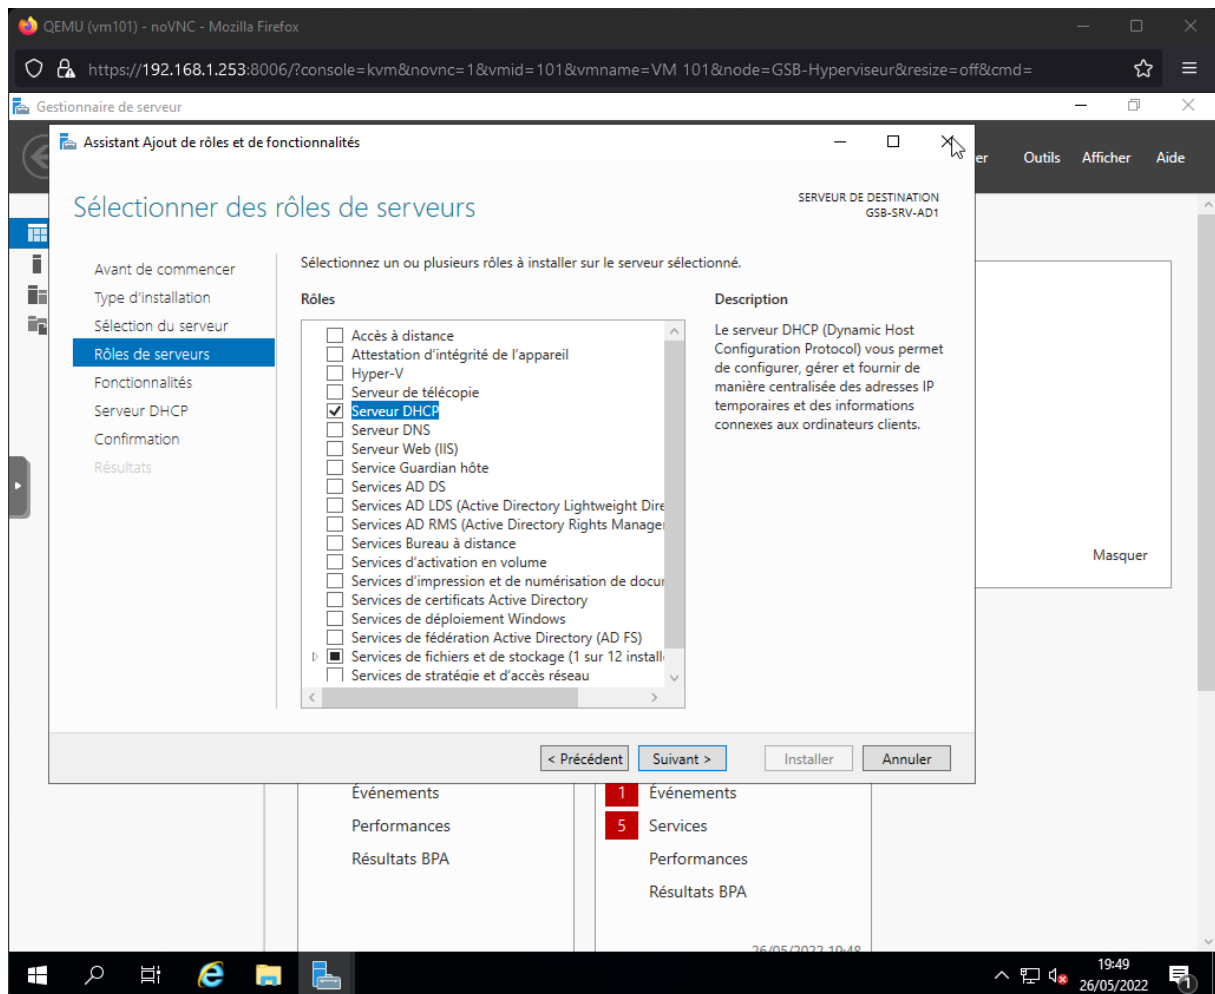 QEMU (vm101) - noVNC - Mozilla Firefox
https://192.168.1.253:8006/?console=kvm&novnc=1&vmid=101&vmname=VM 101&node=GSB-Hyperviseur&resize=off&cmd=
Gestionnaire de serveur
Assistant Ajout de rôles et de fonctionnalités
er Outils Afficher Aide
Sélectionner des rôles de serveurs
SERVEUR DE DESTINATION
GSB-SRV-AD1
Avant de commencer
Type d'installation
Sélection du serveur
Rôles de serveurs
Fonctionnalités
Serveur DHCP
Confirmation
Résultats
Sélectionnez un ou plusieurs rôles à installer sur le serveur sélectionné.
Rôles
Accès à distance
Attestation d'intégrité de l'appareil
Hyper-V
Serveur de télécopie
Serveur DHCP
Serveur DNS
Serveur Web (IIS)
Service Guardian hôte
Services AD DS
Services AD LDS (Active Directory Lightweight Dire
Services AD RMS (Active Directory Rights Manage
Services Bureau à distance
Services d'activation en volume
Services d'impression et de numérisation de docu
Services de certificats Active Directory
Services de déploiement Windows
Services de fédération Active Directory (AD FS)
Services de fichiers et de stockage (1 sur 12 install
Services de stratégie et d'accès réseau
Description
Le serveur DHCP (Dynamic Host
Configuration Protocol) vous permet
de configurer, gérer et fournir de
manière centralisée des adresses IP
temporaires et des informations
connexes aux ordinateurs clients.
Masquer
< Précédent Suivant > Installer Annuler
Événements
Performances
Résultats BPA
1 Événements
5 Services
Performances
Résultats BPA
26/05/2022 19:48
19:49
26/05/2022
1